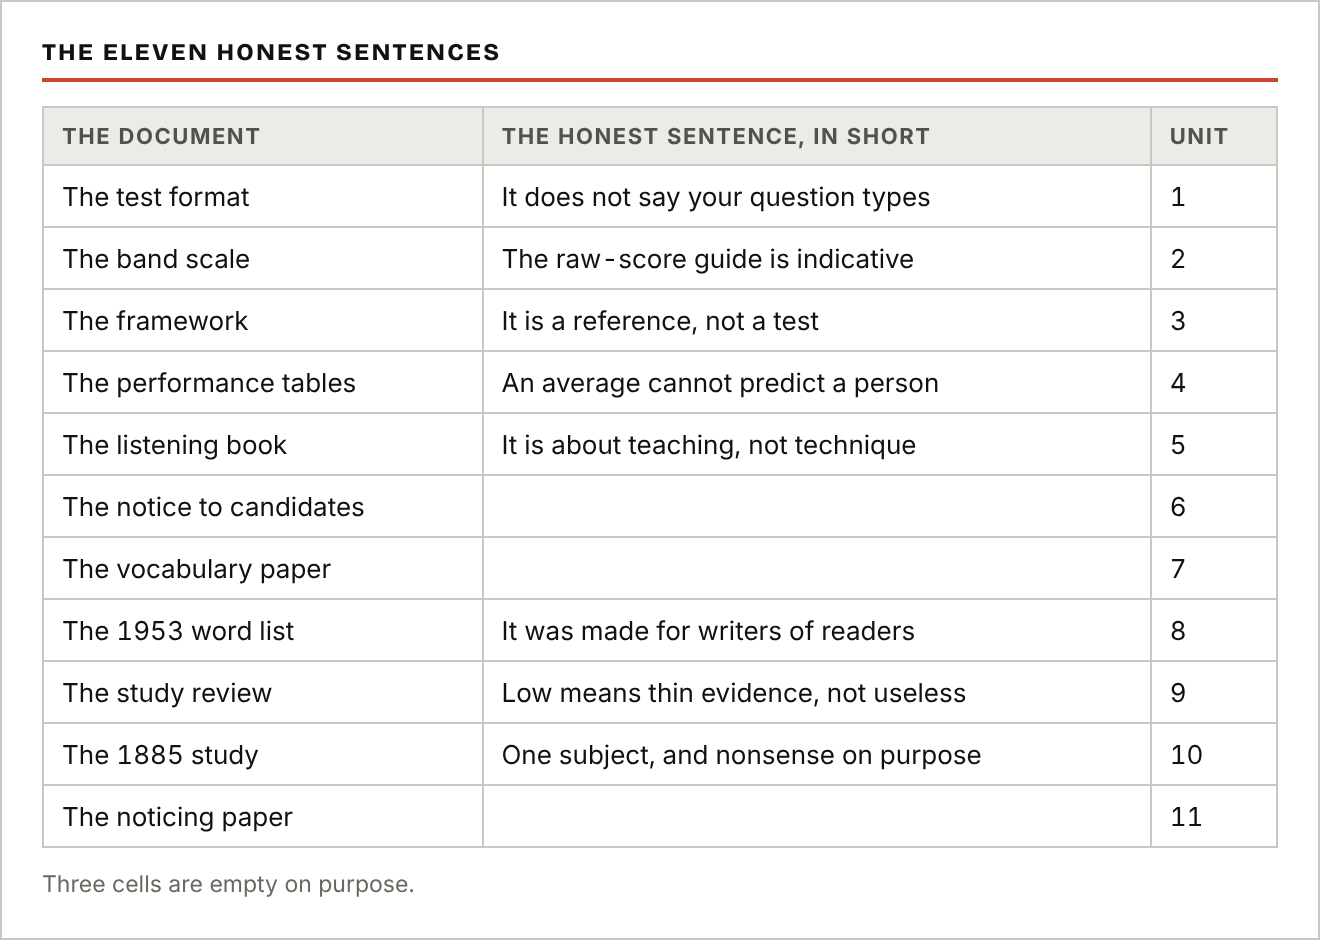 THE ELEVEN HONEST SENTENCES
THE DOCUMENT THE HONEST SENTENCE, IN SHORT UNIT
The test format It does not say your question types 1
The band scale The raw-score guide is indicative 2
The framework It is a reference, not a test 3
The performance tables An average cannot predict a person 4
The listening book It is about teaching, not technique 5
The notice to candidates 6
The vocabulary paper 7
The 1953 word list It was made for writers of readers 8
The study review Low means thin evidence, not useless 9
The 1885 study One subject, and nonsense on purpose 10
The noticing paper 11
Three cells are empty on purpose.